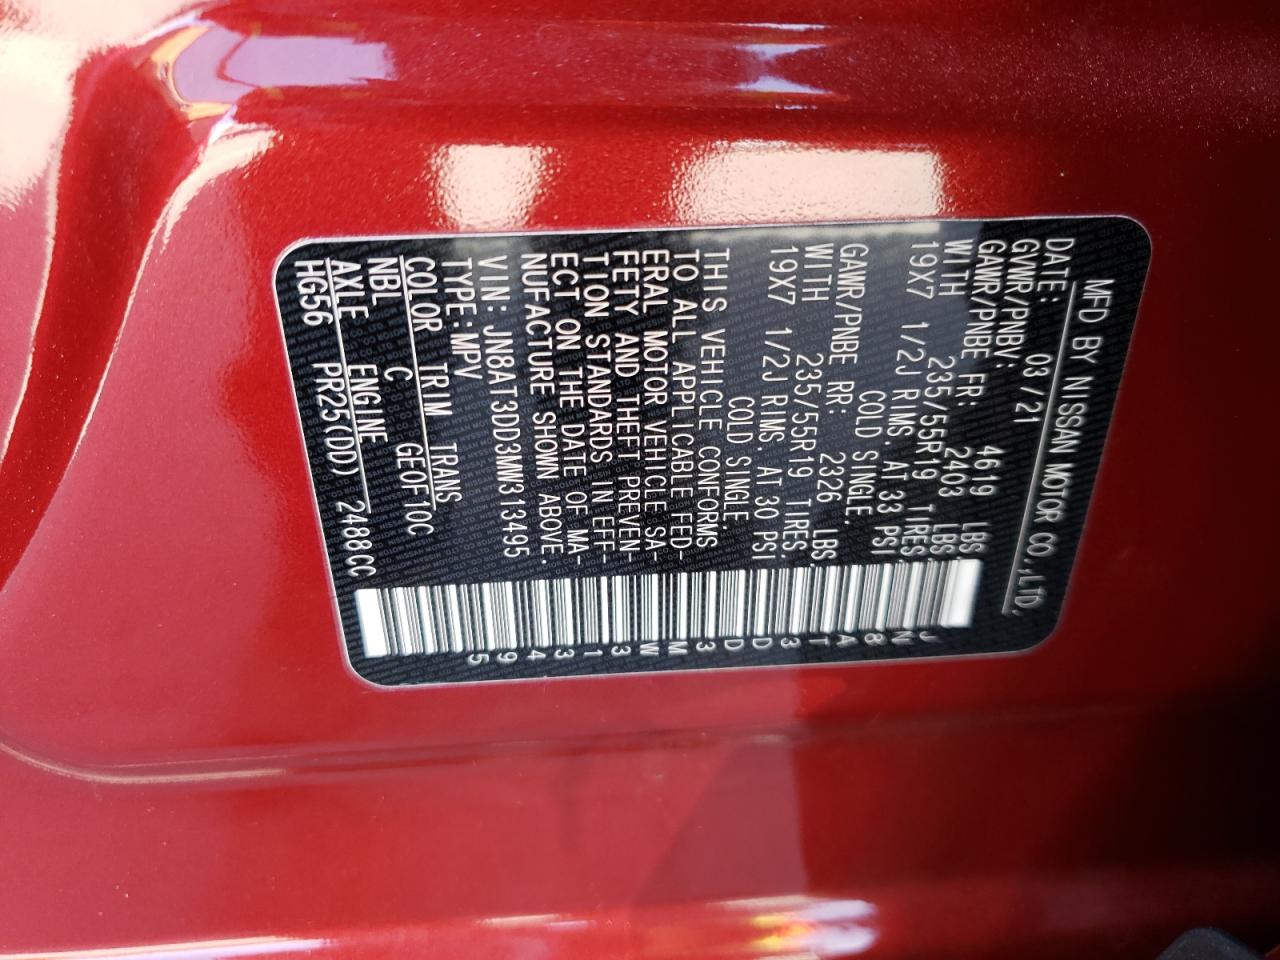 MFD BY NISSAN MOTOR CO.,LTD.
DATE: 03/21
GVWR/PNBV: 4619 LBS.
GAWR/PNBE FR: 2403 LBS.
WITH 235/55R19 TIRES,
19X7 1/2J RIMS, AT 33 PSI
COLD SINGLE.
GAWR/PNBE RR: 2326 LBS.
WITH 235/55R19 TIRES,
19X7 1/2J RIMS, AT 30 PSI
COLD SINGLE.
THIS VEHICLE CONFORMS
TO ALL APPLICABLE FED-
ERAL MOTOR VEHICLE SA-
FETY AND THEFT PREVEN-
TION STANDARDS IN EFF-
ECT ON THE DATE OF MA-
NUFACTURE SHOWN ABOVE.
VIN: JN8AT3DD3MW313495
TYPE:MPV
COLOR TRIM TRANS
NBL C GEOF10C
AXLE ENGINE
HG56 PR25(DD) 2488CC
JN8AT3DD3MW313495